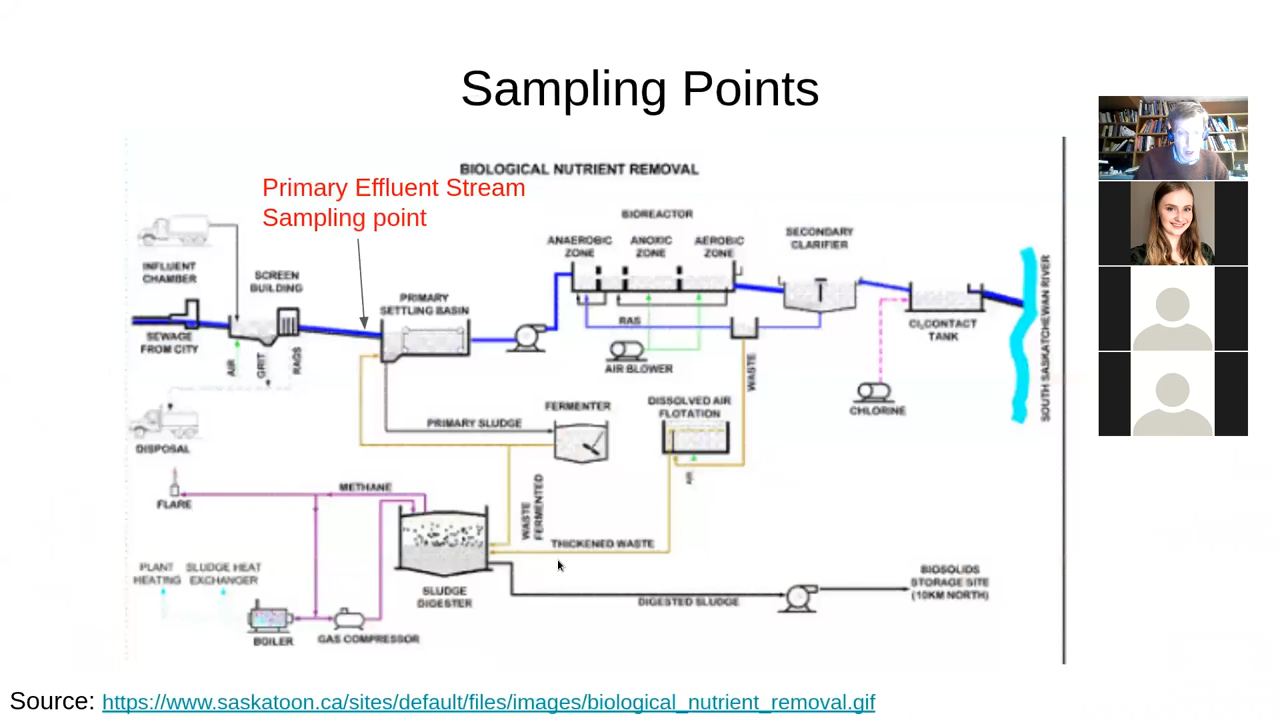 Sampling Points
BIOLOGICAL NUTRIENT REMOVAL
Primary Effluent Stream
Sampling point
BIOREACTOR
ANAEROBIC
ZONE
ANOXIC
ZONE
AEROBIC
ZONE
SECONDARY
CLARIFIER
INFLUENT
CHAMBER
SCREEN
BUILDING
PRIMARY
SETTLING BASIN
SEWAGE
FROM CITY
AIR
GRIT
RAGS
RAS
AIR BLOWER
WASTE
CL₂CONTACT
TANK
SOUTH SASKATCHEWAN RIVER
CHLORINE
DISPOSAL
PRIMARY SLUDGE
FERMENTER
DISSOLVED AIR
FLOTATION
AIR
FLARE
METHANE
WASTE
FERMENTED
THICKENED WASTE
PLANT
HEATING
SLUDGE HEAT
EXCHANGER
SLUDGE
DIGESTER
DIGESTED SLUDGE
BIOSOLIDS
STORAGE SITE
(10KM NORTH)
BOILER
GAS COMPRESSOR
Source: https://www.saskatoon.ca/sites/default/files/images/biological_nutrient_removal.gif